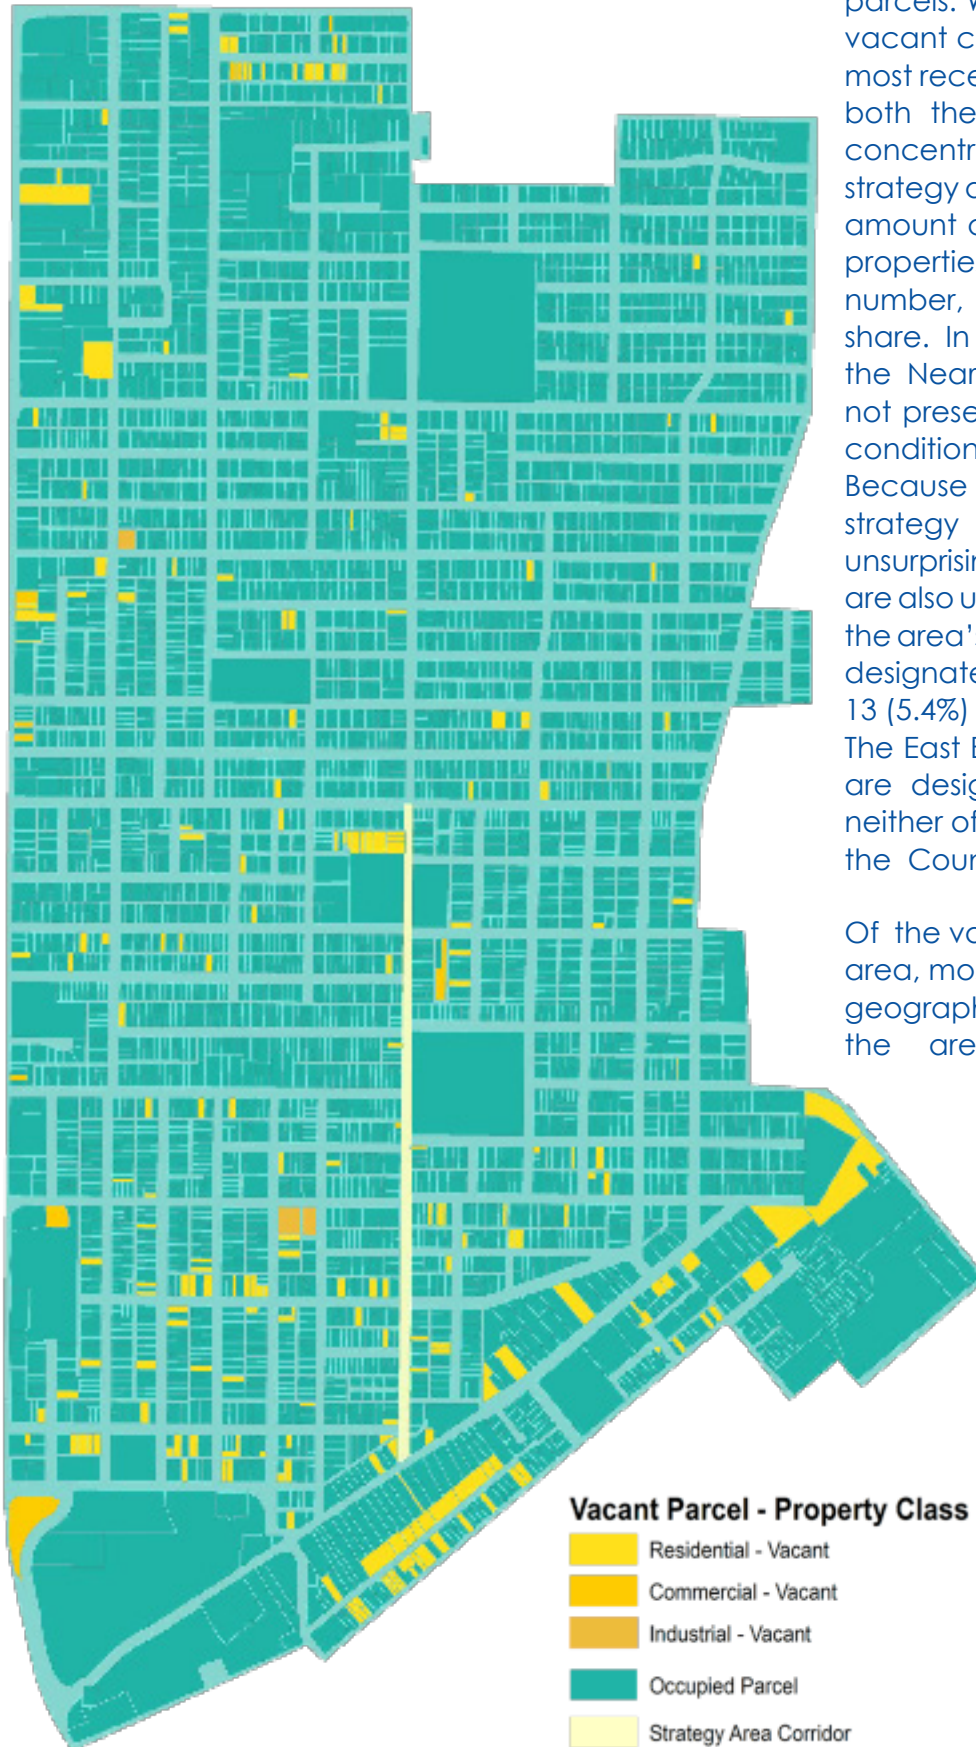 parcels.
vacant
most
both the
concentr
strategy
amount
propertie
number,
share. In
the Near
not prese
condition
Because
strategy
unsurprisin
are also
the area's
designate
13 (5.4%)
The East
are desig
neither of
the Coun
Of the
area, mo
geograph
the are
Vacant Parcel - Property Class
Residential - Vacant
Commercial - Vacant
Industrial - Vacant
Occupied Parcel
Strategy Area Corridor